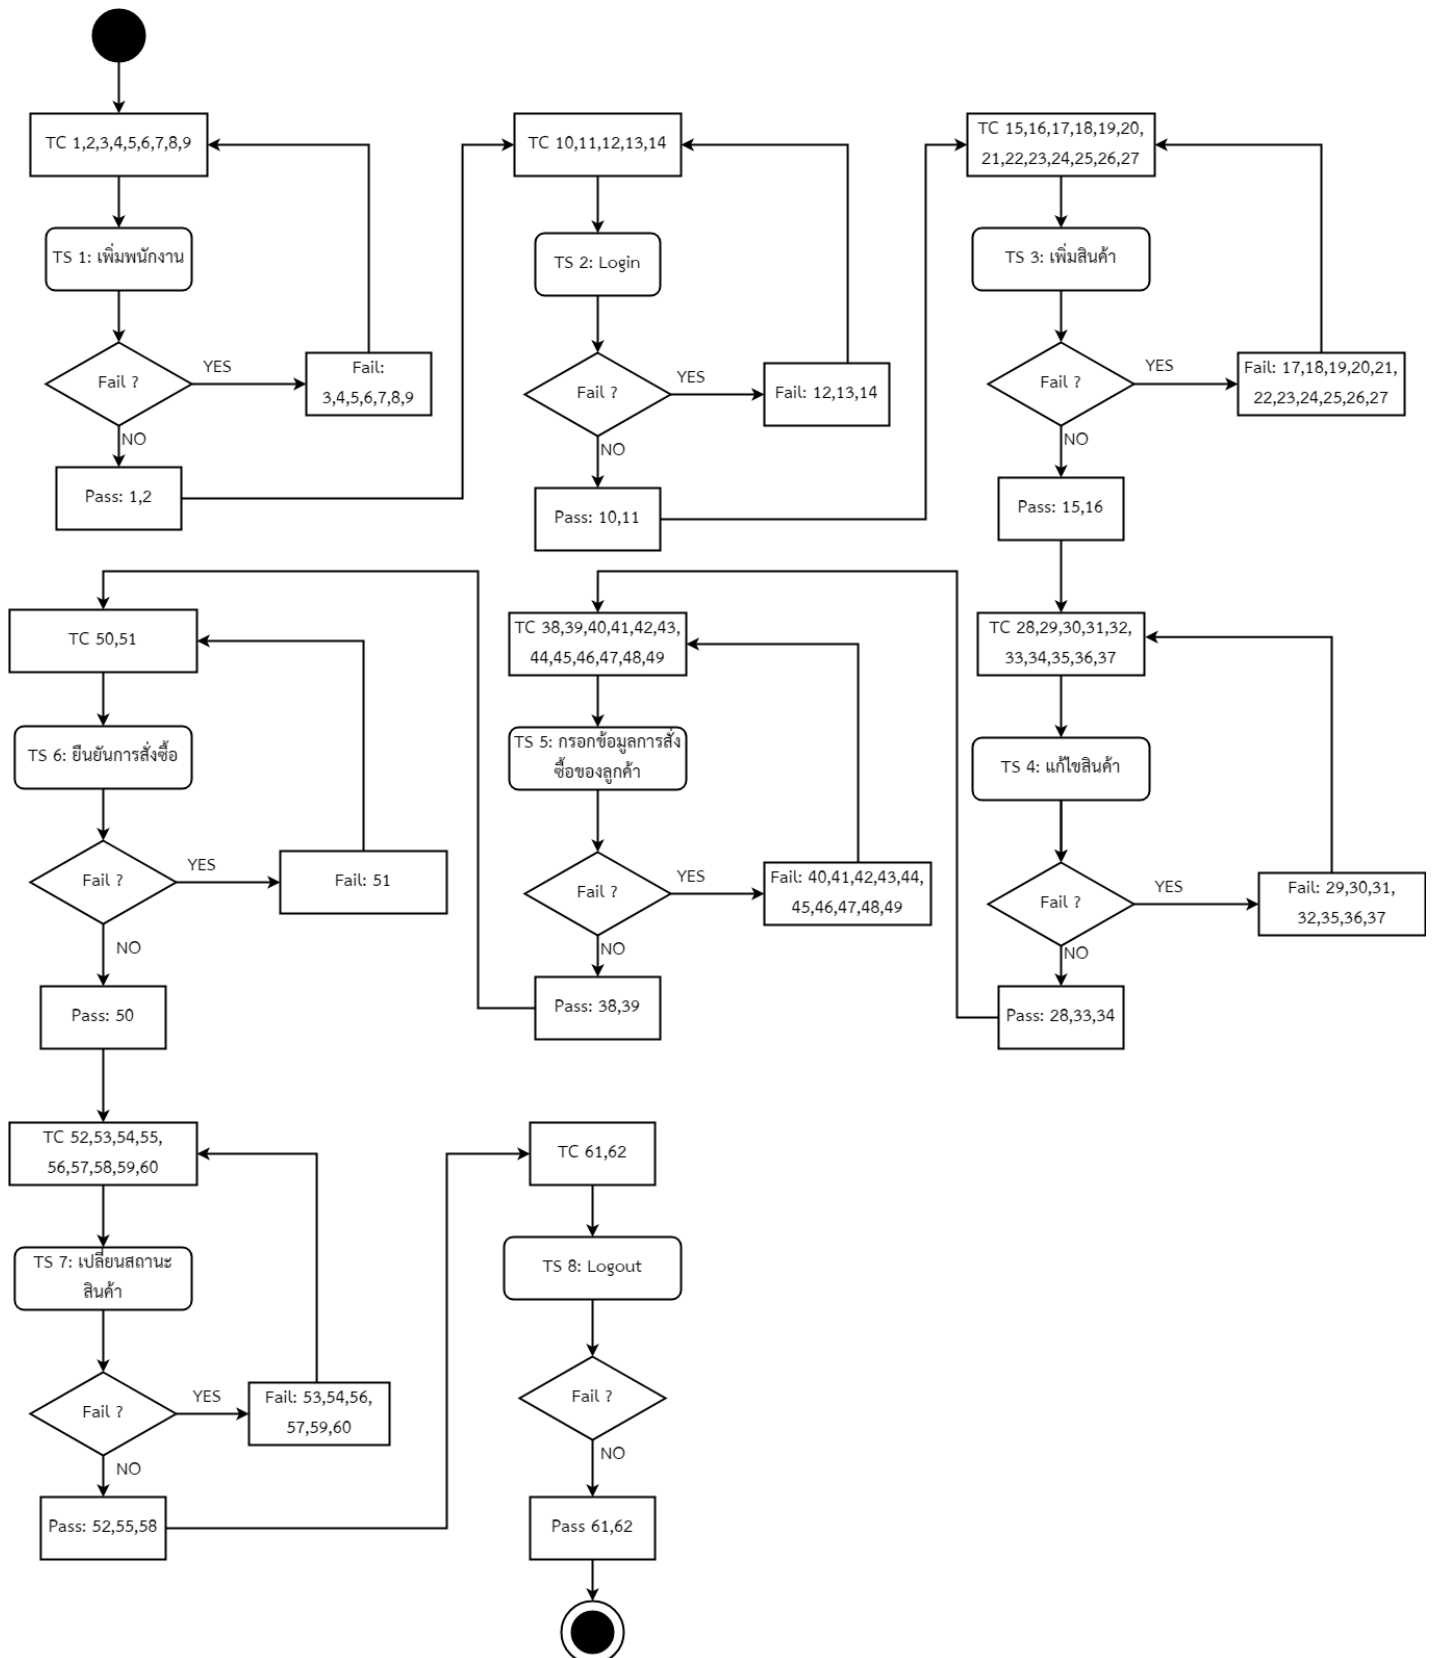 TC 1,2,3,4,5,6,7,8,9
TS 1: เพิ่มพนักงาน
Fail ?
YES
Fail:
3,4,5,6,7,8,9
NO
Pass: 1,2
TC 10,11,12,13,14
TS 2: Login
Fail ?
YES
Fail: 12,13,14
NO
Pass: 10,11
TC 15,16,17,18,19,20,
21,22,23,24,25,26,27
TS 3: เพิ่มสินค้า
Fail ?
YES
Fail: 17,18,19,20,21,
22,23,24,25,26,27
NO
Pass: 15,16
TC 28,29,30,31,32,
33,34,35,36,37
TS 4: แก้ไขสินค้า
Fail ?
YES
Fail: 29,30,31,
32,35,36,37
NO
Pass: 28,33,34
TC 38,39,40,41,42,43,
44,45,46,47,48,49
TS 5: กรอกข้อมูลการสั่ง
ซื้อของลูกค้า
Fail ?
YES
Fail: 40,41,42,43,44,
45,46,47,48,49
NO
Pass: 38,39
TC 50,51
TS 6: ยืนยันการสั่งซื้อ
Fail ?
YES
Fail: 51
NO
Pass: 50
TC 52,53,54,55,
56,57,58,59,60
TS 7: เปลี่ยนสถานะ
สินค้า
Fail ?
YES
Fail: 53,54,56,
57,59,60
NO
Pass: 52,55,58
TC 61,62
TS 8: Logout
Fail ?
NO
Pass 61,62